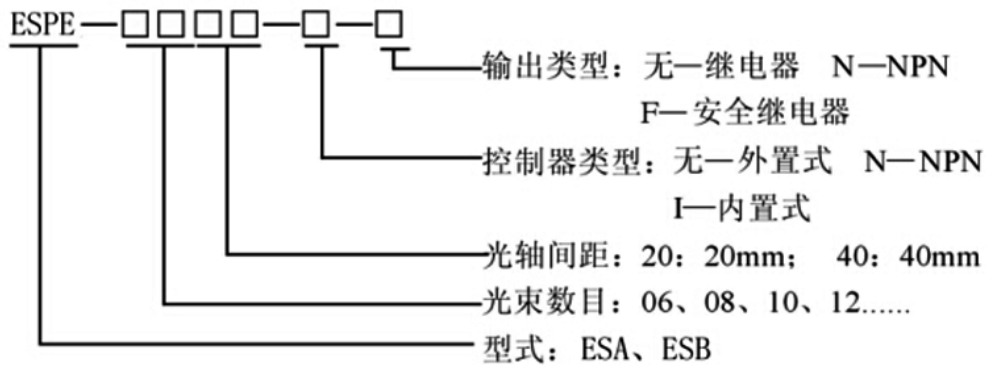 ESPE—□□□□—□—□
输出类型：无—继电器 N—NPN
F—安全继电器
控制器类型：无—外置式 N—NPN
I—内置式
光轴间距：20：20mm； 40：40mm
光束数目：06、08、10、12......
型式：ESA、ESB